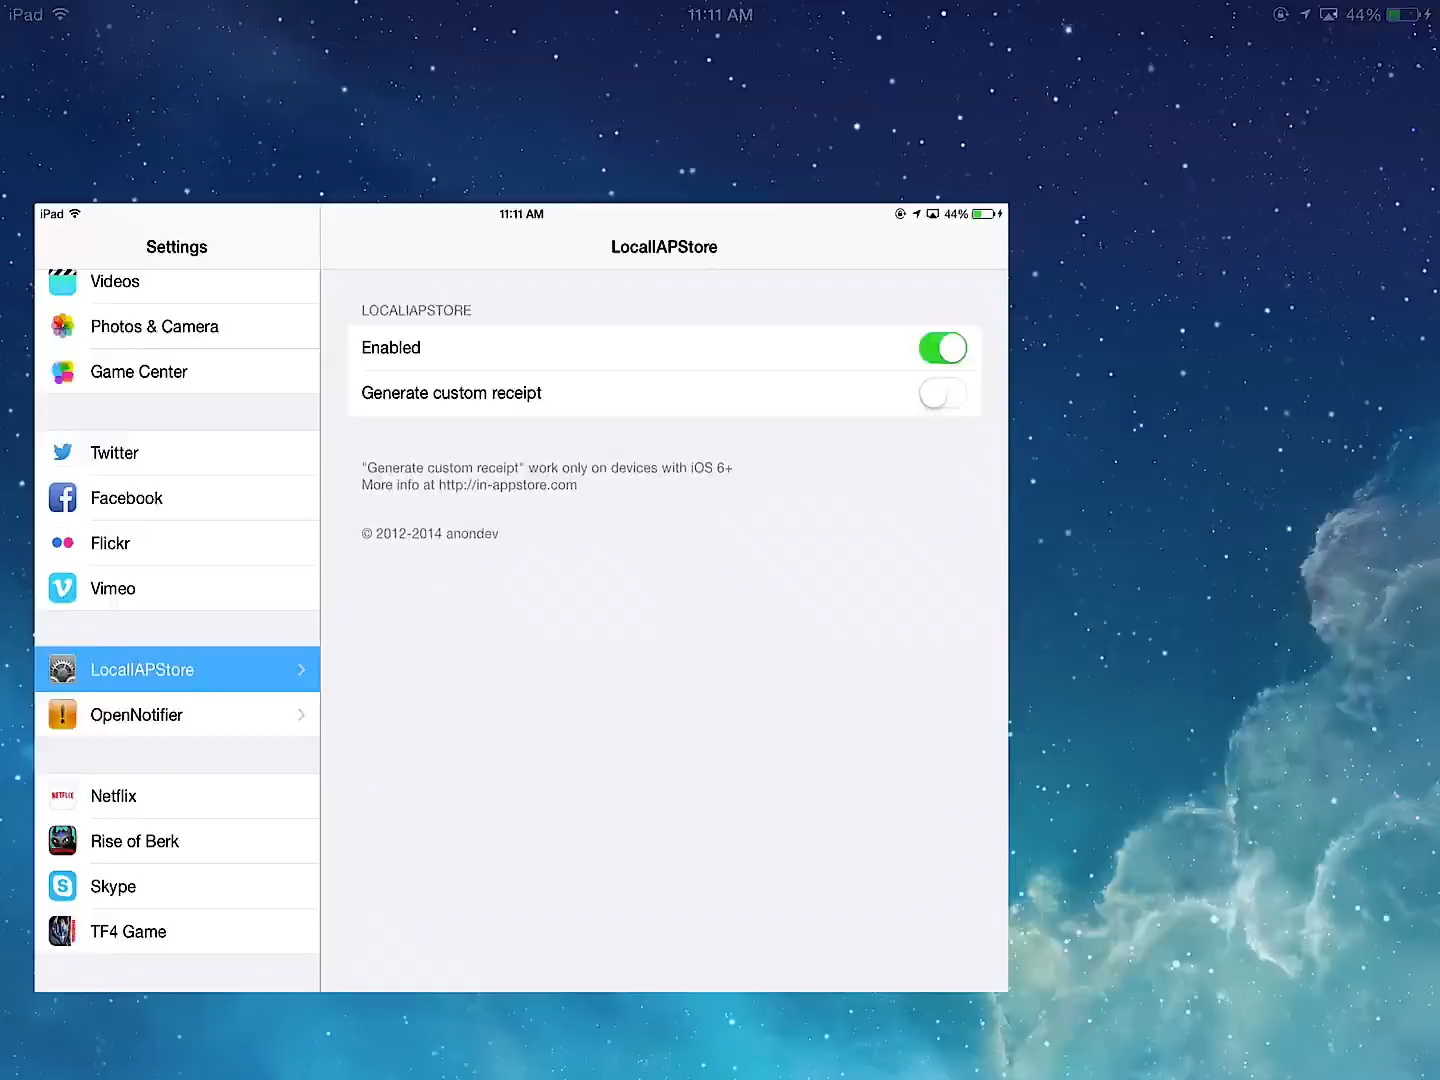 iPad 11:11 AM 44%
iPad 11:11 AM 44%
Settings
LocalIAPStore
Videos
Photos & Camera
Game Center
Twitter
Facebook
Flickr
Vimeo
LocalIAPStore
OpenNotifier
NETFLIX Netflix
Rise of Berk
Skype
TF4 Game
LOCALIAPSTORE
Enabled
Generate custom receipt
"Generate custom receipt" work only on devices with iOS 6+
More info at http://in-appstore.com
© 2012-2014 anondev